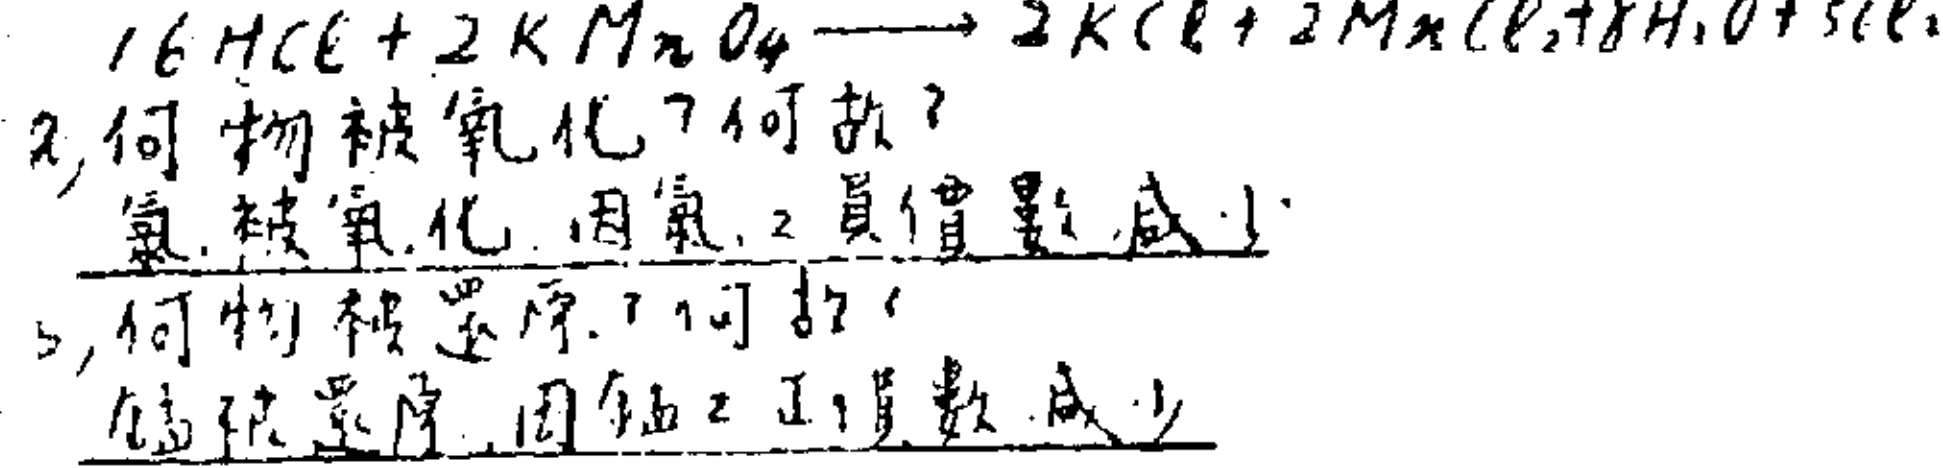 16HCl + 2KMnO₄ ⟶ 2KCl + 2MnCl₂ + 8H₂O + 5Cl₂
2, 何物被氧化?何故?
氯被氧化.因氯之負價數減少.
3, 何物被還原.?何故?
錳被還原.因錳之正價數減少